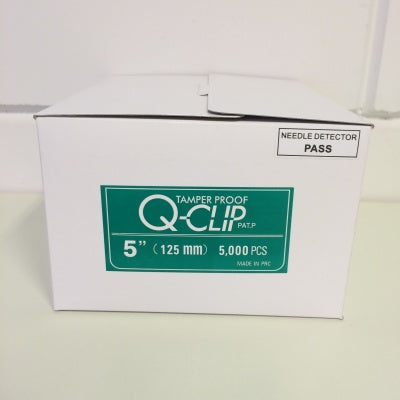 NEEDLE DETECTOR
PASS
TAMPER PROOF
Q-CLIP PAT.P
5" (125 mm) 5,000 PCS
MADE IN PRC